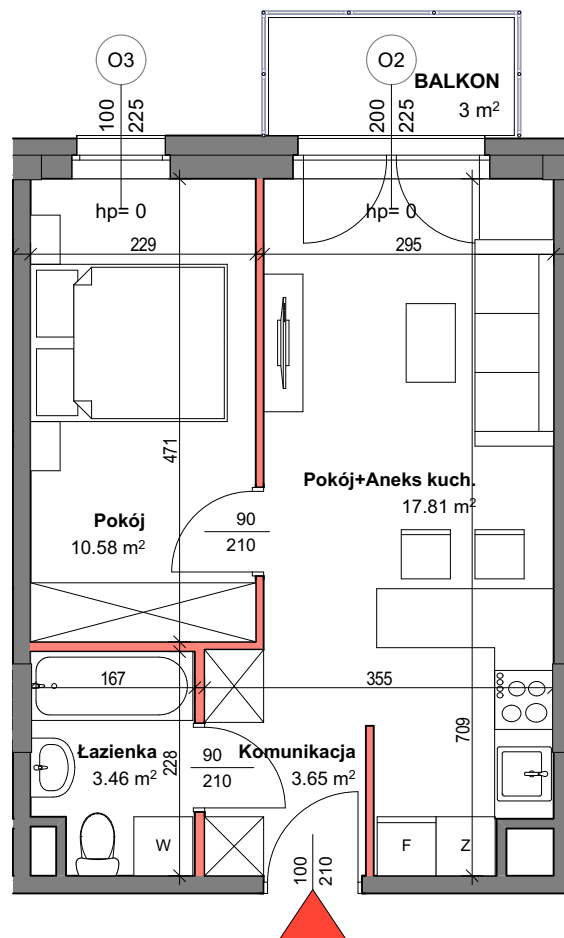 O3
O2
BALKON
3 m²
100
225
200
225
hp= 0
hp= 0
229
295
471
Pokój+Aneks kuch.
17.81 m²
Pokój
10.58 m²
90
210
167
355
709
Łazienka
3.46 m²
228
90
210
Komunikacja
3.65 m²
W
F
Z
100
210